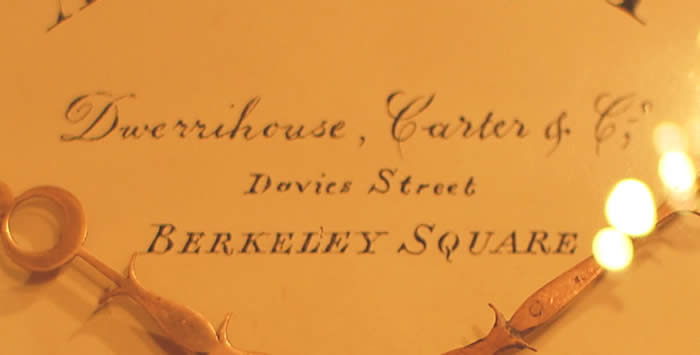 Dwerrihouse, Carter & Co.
Davies Street
BERKELEY SQUARE